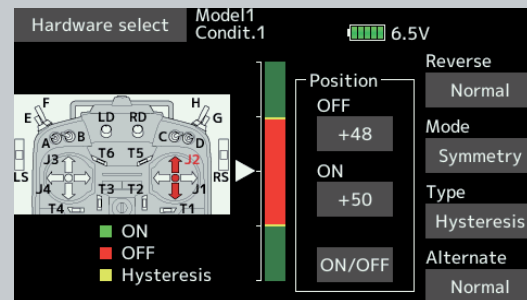 Hardware select
Model1
Condit.1
6.5V
F
H
E
G
LD
RD
A
B
C
D
J3
T6
T5
J2
LS
RS
J4
T3
T2
J1
T4
T1
ON
OFF
Hysteresis
Position
OFF
+48
ON
+50
ON/OFF
Reverse
Normal
Mode
Symmetry
Type
Hysteresis
Alternate
Normal